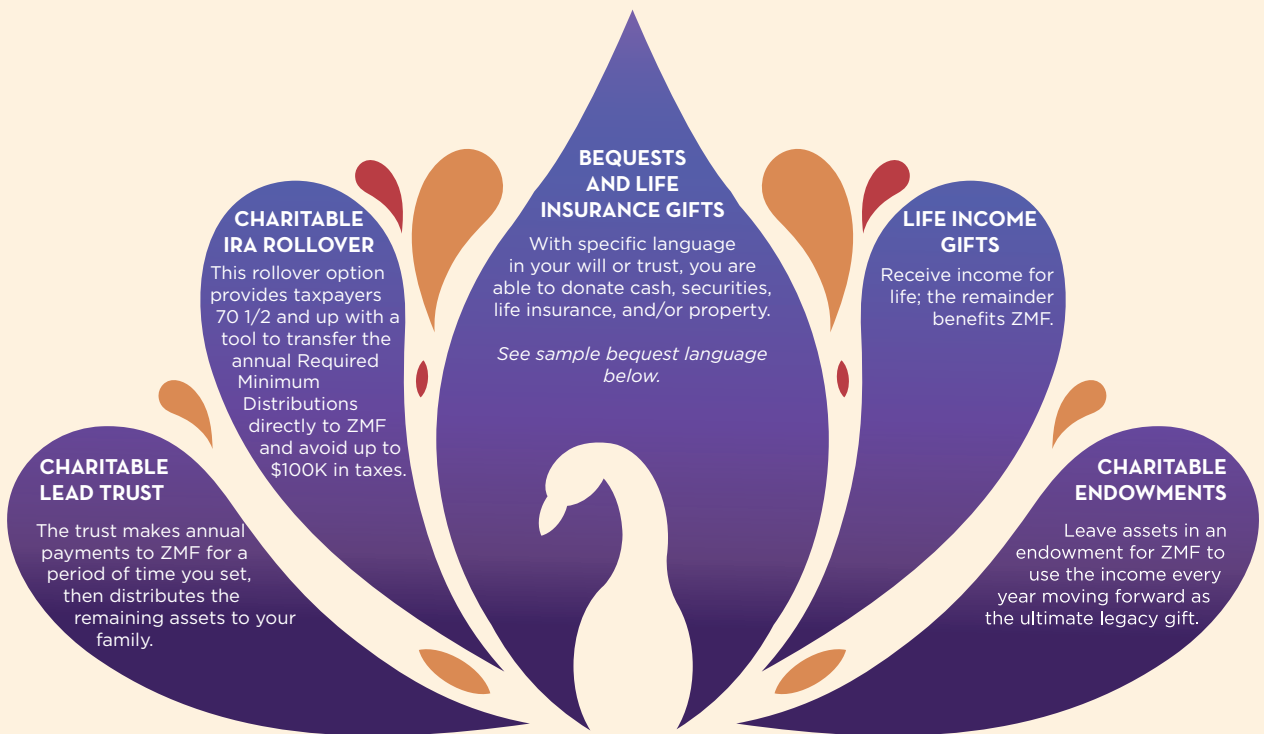 CHARITABLE
LEAD TRUST
The trust makes annual
payments to ZMF for a
period of time you set,
then distributes the
remaining assets to your
family.
CHARITABLE
IRA ROLLOVER
This rollover option
provides taxpayers
70 1/2 and up with a
tool to transfer the
annual Required
Minimum
Distributions
directly to ZMF
and avoid up to
$100K in taxes.
BEQUESTS
AND LIFE
INSURANCE GIFTS
With specific language
in your will or trust, you are
able to donate cash, securities,
life insurance, and/or property.
See sample bequest language
below.
LIFE INCOME
GIFTS
Receive income for
life; the remainder
benefits ZMF.
CHARITABLE
ENDOWMENTS
Leave assets in an
endowment for ZMF to
use the income every
year moving forward as
the ultimate legacy gift.